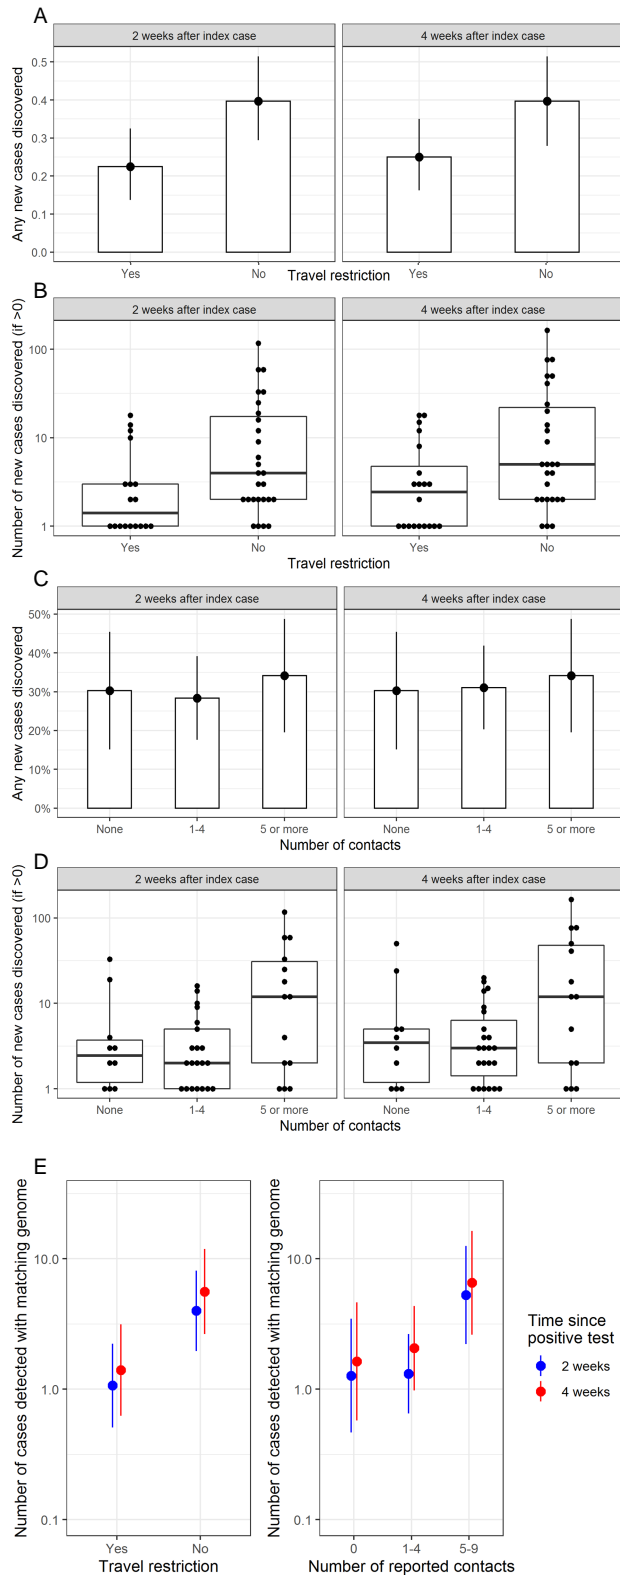 A
2 weeks after index case
4 weeks after index case
Any new cases discovered
0.5
0.4
0.3
0.2
0.1
0.0
Yes
No
Yes
No
Travel restriction
B
2 weeks after index case
4 weeks after index case
Number of new cases discovered (if >0)
100
10
1
Yes
No
Yes
No
Travel restriction
C
2 weeks after index case
4 weeks after index case
Any new cases discovered
50%
40%
30%
20%
10%
0%
None
1-4
5 or more
None
1-4
5 or more
Number of contacts
D
2 weeks after index case
4 weeks after index case
Number of new cases discovered (if >0)
100
10
1
None
1-4
5 or more
None
1-4
5 or more
Number of contacts
E
Number of cases detected with matching genome
10.0
1.0
0.1
Yes
No
Travel restriction
Number of cases detected with matching genome
10.0
1.0
0.1
0
1-4
5-9
Number of reported contacts
Time since
positive test
2 weeks
4 weeks